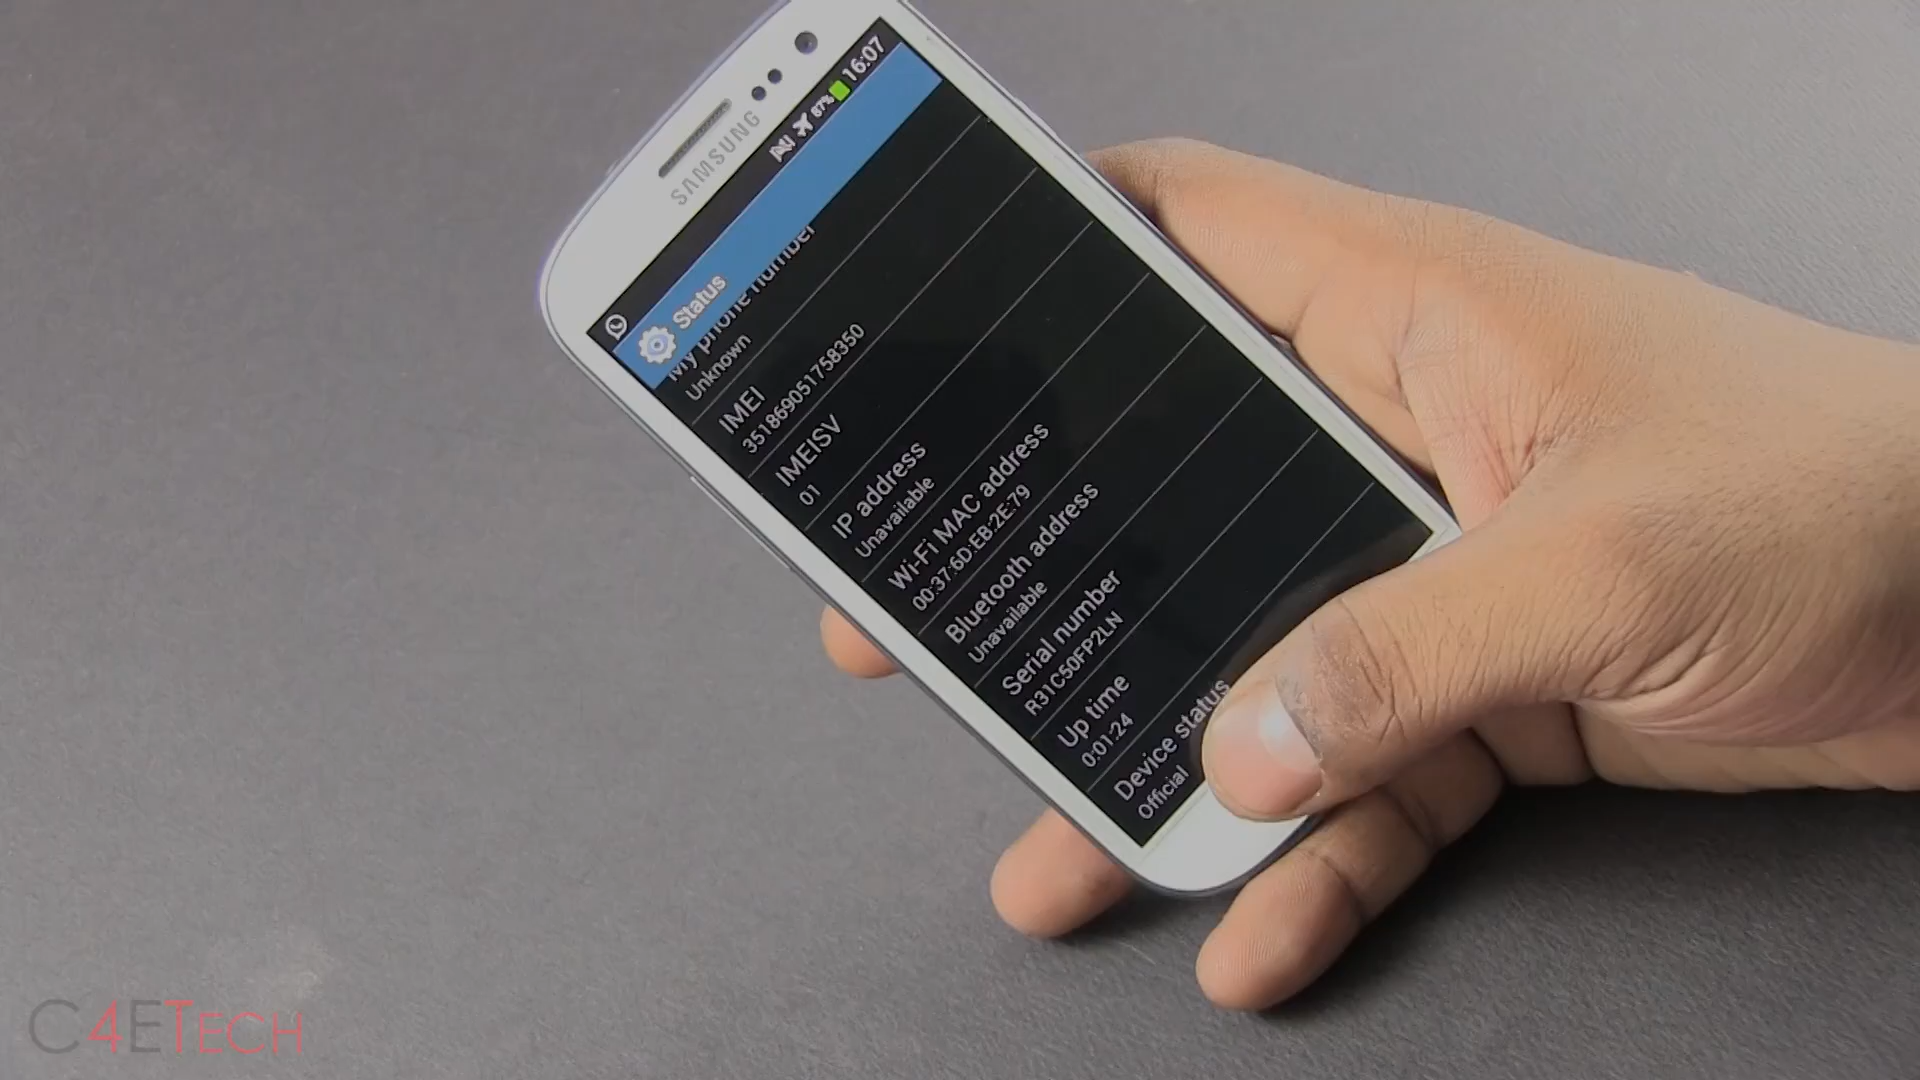 SAMSUNG
87% 16:07
Status
My phone number
Unknown
IMEI
351869051758350
IMEISV
01
IP address
Unavailable
Wi-Fi MAC address
00:37:6D:EB:2E:79
Bluetooth address
Unavailable
Serial number
R31C50FP2LN
Up time
0:01:24
Device status
Official
C4ETECH